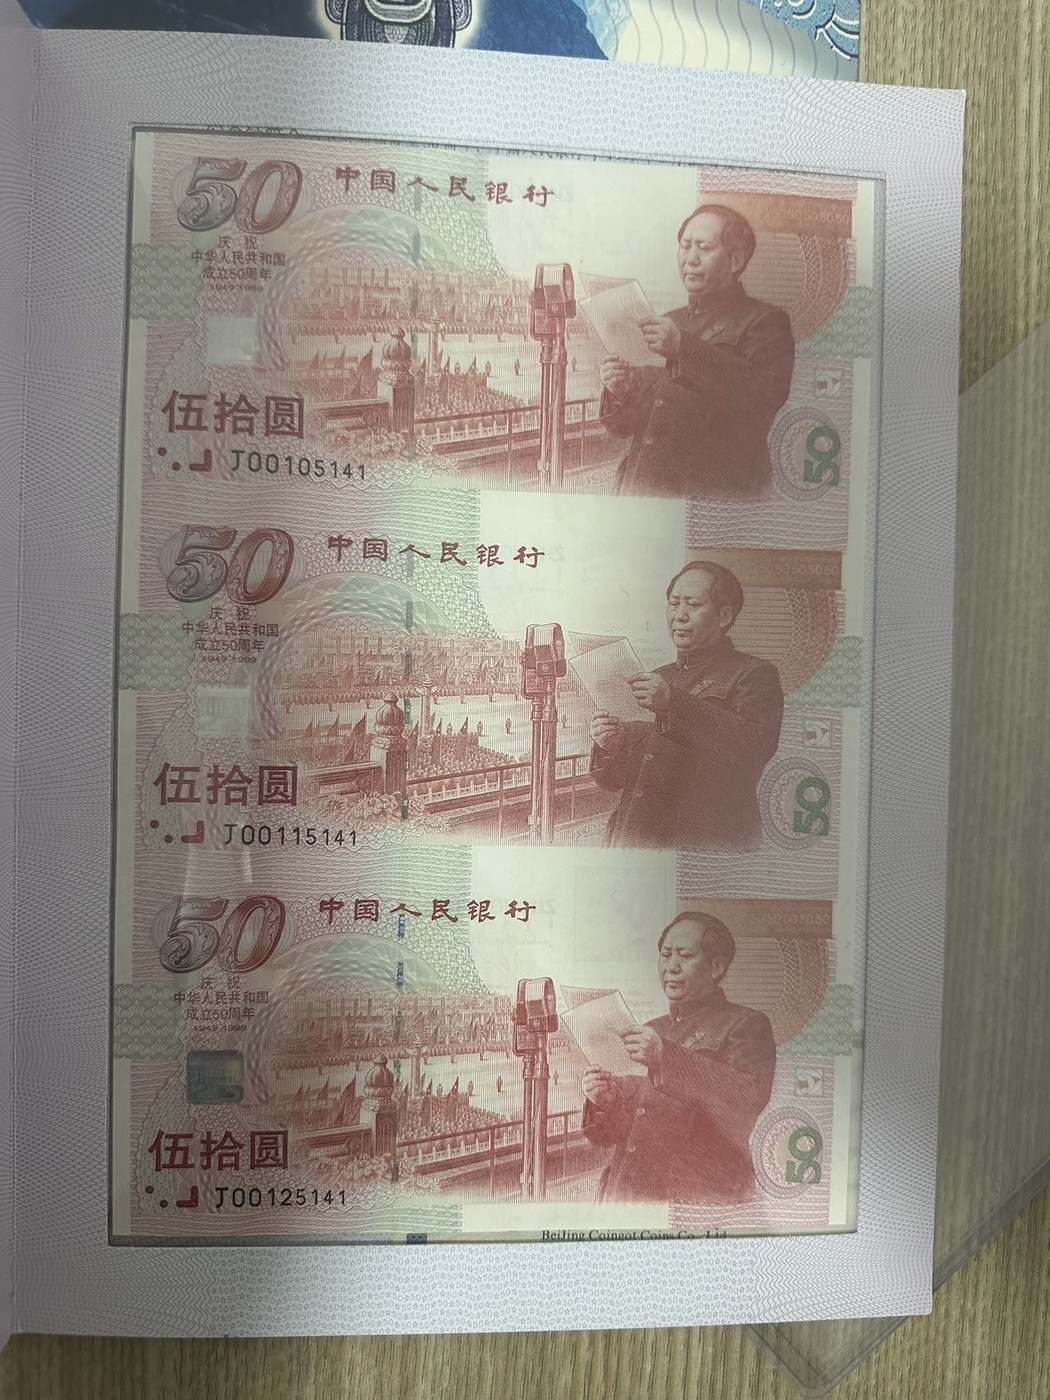 50
中国人民银行
庆祝
中华人民共和国
成立50周年
1949-1999
伍拾圆
J00105141
50
50
中国人民银行
庆祝
中华人民共和国
成立50周年
1949-1999
伍拾圆
J00115141
50
50
中国人民银行
庆祝
中华人民共和国
成立50周年
1949-1999
伍拾圆
J00125141
50
BeiJing Coingot Coins Co., Ltd